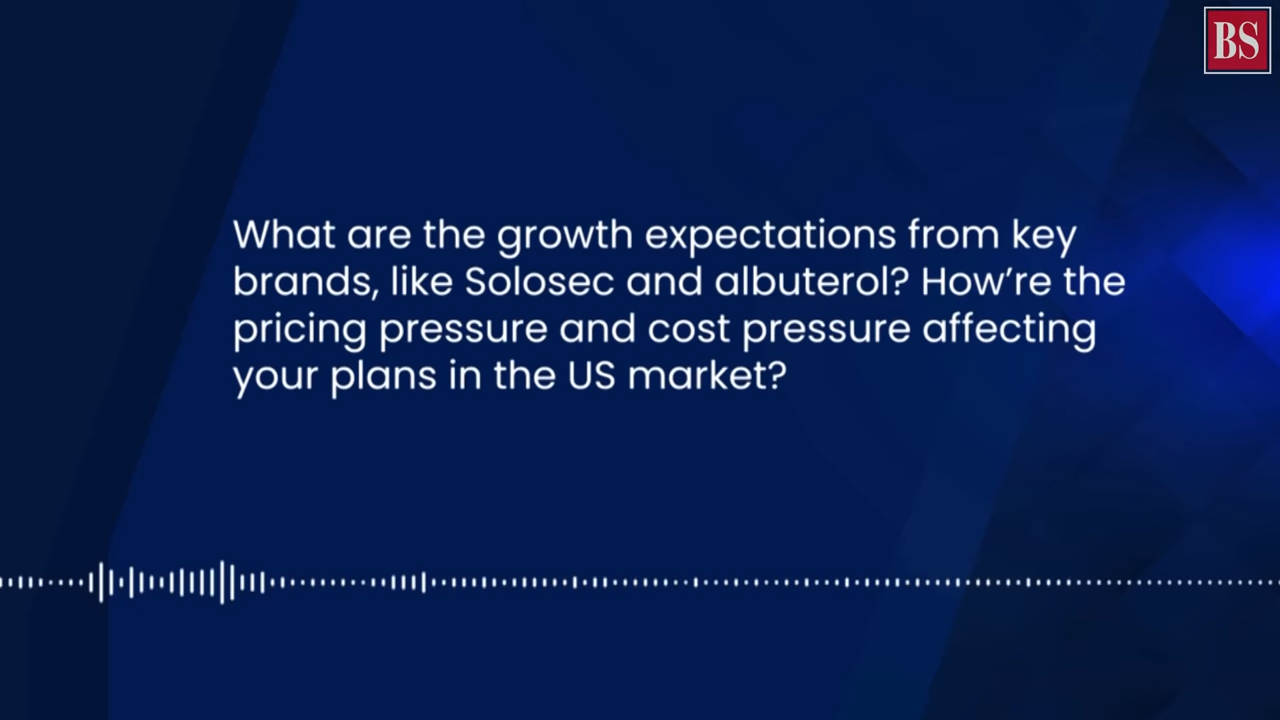 BS
What are the growth expectations from key
brands, like Solosec and albuterol? How’re the
pricing pressure and cost pressure affecting
your plans in the US market?